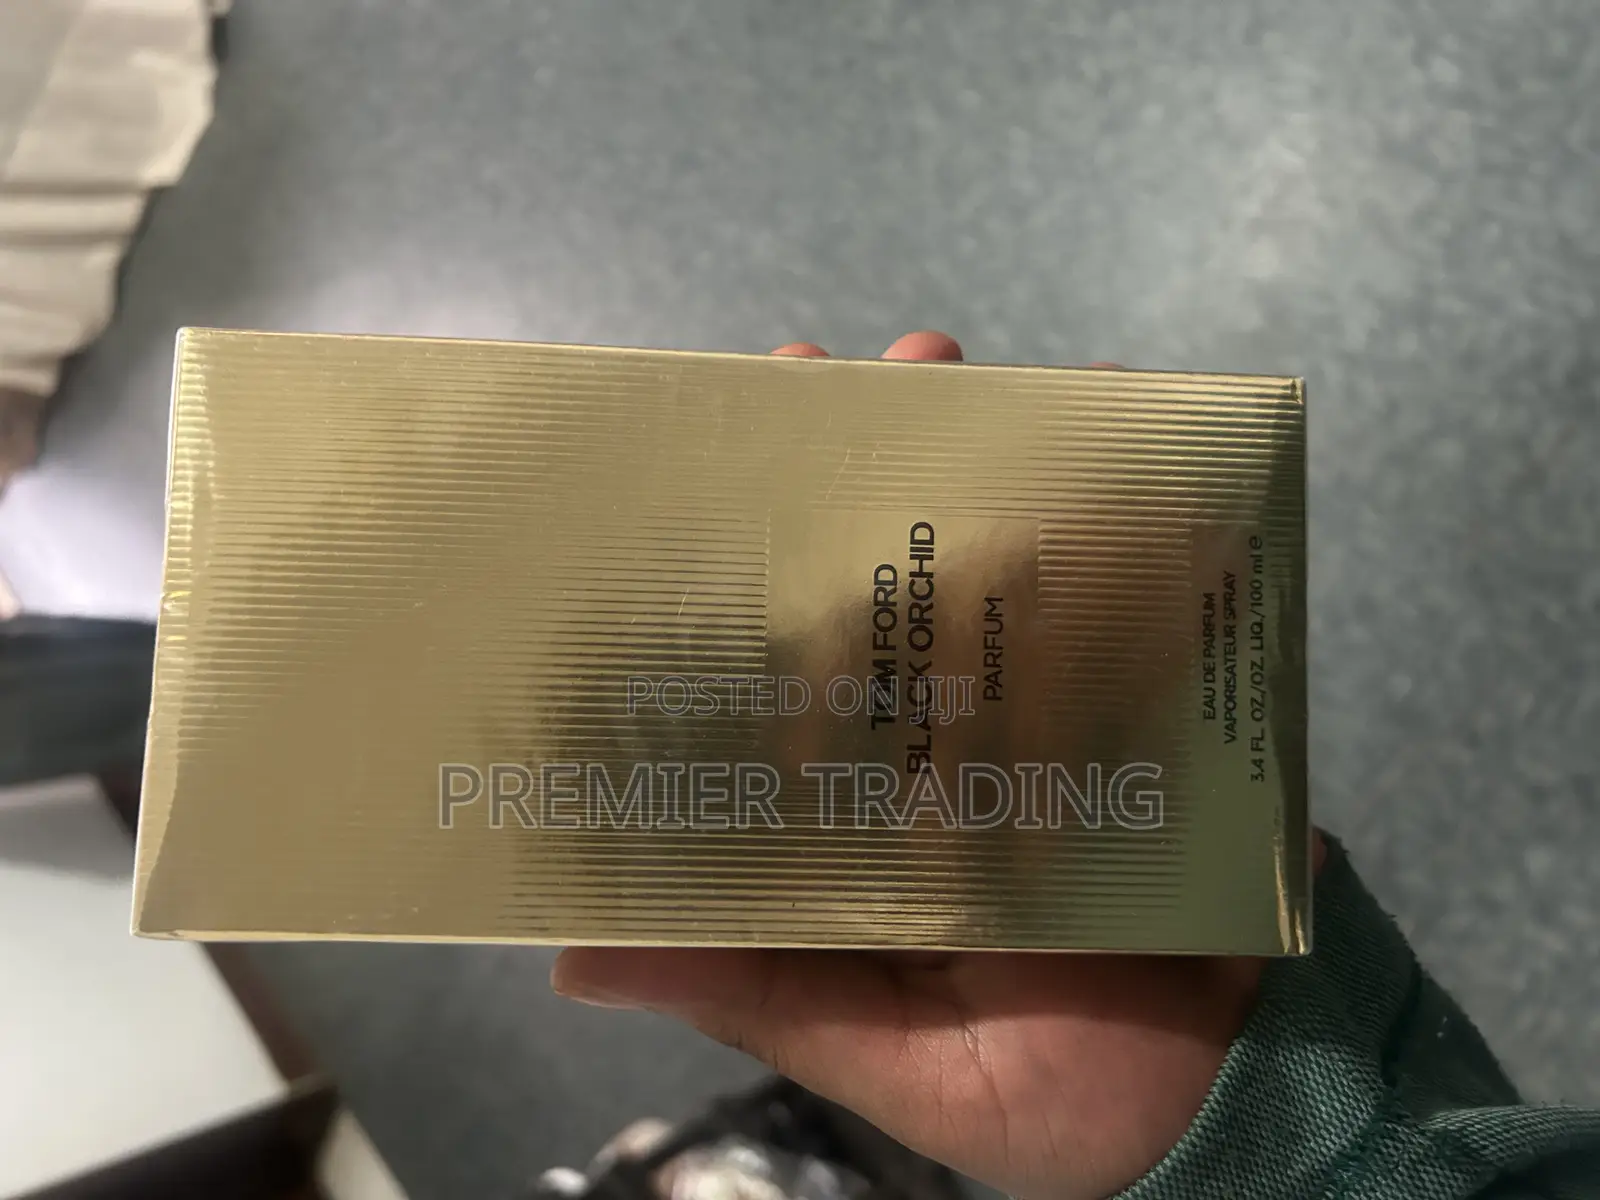 TOM FORD
BLACK ORCHID
PARFUM
EAU DE PARFUM
VAPORISATEUR SPRAY
3.4 FL. OZ./OZ. LIQ./100 ml e
POSTED ON JIJI
PREMIER TRADING